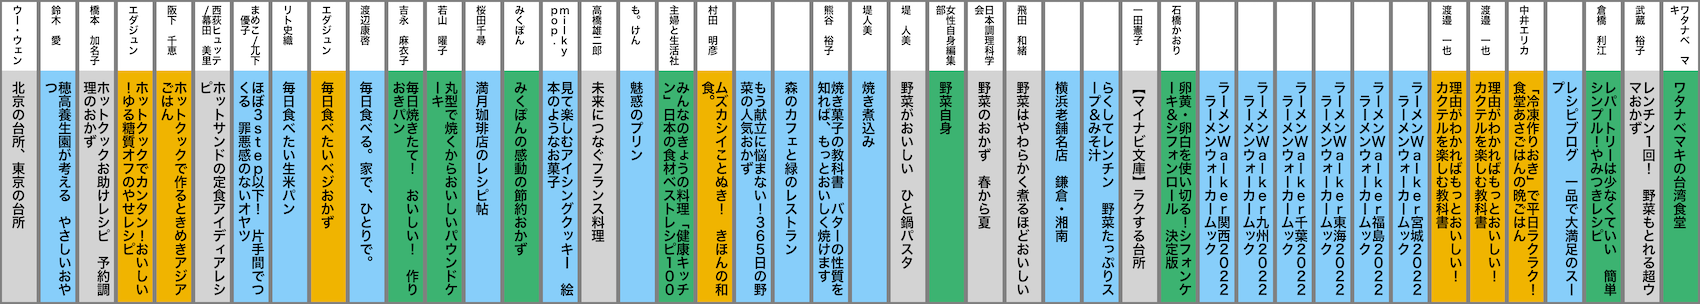 ウー・ウェン
北京の台所、東京の台所
鈴木 愛
穂高養生園が考える やさしいおや
つ
橋本 加名子
ホットクックお助けレシピ 予約調
理のおかず
エダジュン
ホットクックでカンタン!おいしい
!ゆる糖質オフのやせレシピ
阪下 千恵
ホットクックで作るときめきアジア
ごはん
西荻ヒュッテ
/幕田 美里
ホットサンドの定食アイディアレシ
ピ
まめこ/兀下
優子
ほぼ3step以下! 片手間でつ
くる 罪悪感のないオヤツ
リト史織
毎日食べたい生米パン
エダジュン
毎日食べたいベジおかず
渡辺康啓
毎日食べる。家で、ひとりで。
吉永 麻衣子
毎日焼きたて! おいしい! 作り
おきパン
若山 曜子
丸型で焼くからおいしいパウンドケ
ーキ
桜田千尋
満月珈琲店のレシピ帖
みくぽん
みくぽんの感動の節約おかず
milky
pop.
見て楽しむアイシングクッキー 絵
本のようなお菓子
高橋雄二郎
未来につなぐフランス料理
も。けん
魅惑のプリン
主婦と生活社
みんなのきょうの料理「健康キッチ
ン」日本の食材ベストレシピ100
村田 明彦
ムズカシイことぬき! きほんの和
食。
もう献立に悩まない!365日の野
菜の人気おかず
森のカフェと緑のレストラン
熊谷 裕子
焼き菓子の教科書 バターの性質を
知れば、もっとおいしく焼けます
堤人美
焼き煮込み
堤 人美
野菜がおいしい ひと鍋パスタ
女性自身編集
部
野菜自身
日本調理科学
会
野菜のおかず 春から夏
飛田 和緒
野菜はやわらかく煮るほどおいしい
横浜老舗名店 鎌倉・湘南
らくしてレンチン 野菜たっぷりス
ープ&みそ汁
一田憲子
【マイナビ文庫】ラクする台所
石橋かおり
卵黄・卵白を使い切る!シフォンケ
ーキ&シフォンロール 決定版
ラーメンWalker関西2022
ラーメンウォーカームック
ラーメンWalker九州2022
ラーメンウォーカームック
ラーメンWalker千葉2022
ラーメンウォーカームック
ラーメンWalker東海2022
ラーメンウォーカームック
ラーメンWalker福島2022
ラーメンウォーカームック
ラーメンWalker宮城2022
ラーメンウォーカームック
渡邉 一也
理由がわかればもっとおいしい!
カクテルを楽しむ教科書
渡邉 一也
理由がわかればもっとおいしい!
カクテルを楽しむ教科書
中井エリカ
「冷凍作りおき」で平日ラクラク!
食堂あさごはんの晩ごはん
レシピブログ 一品で大満足のスー
プ
倉橋 利江
レパートリーは少なくていい 簡単
シンプル!やみつきレシピ
武蔵 裕子
レンチン1回! 野菜もとれる超ウ
マおかず
ワタナベ マ
キ
ワタナベマキの台湾食堂